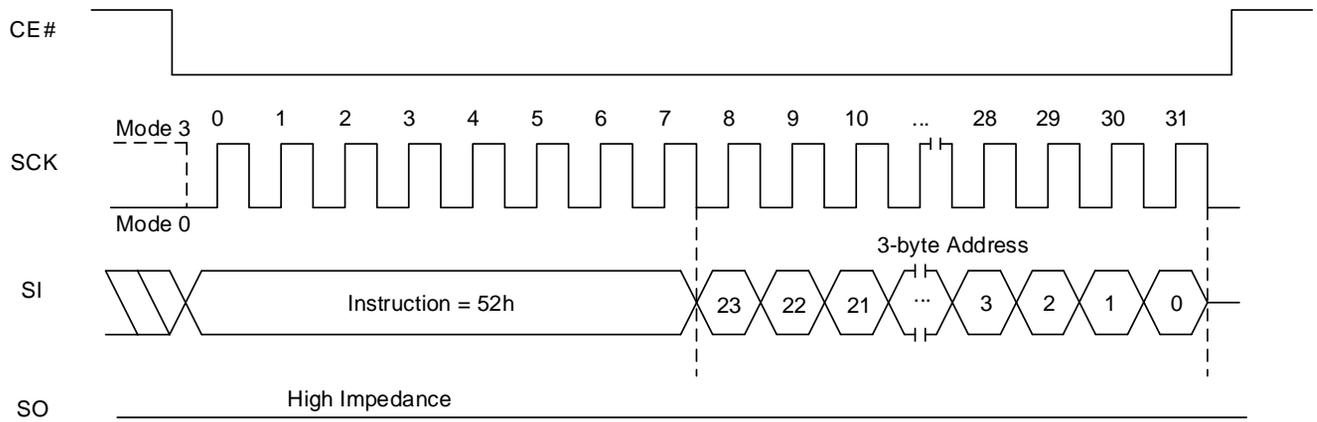 CE#
Mode 3 0 1 2 3 4 5 6 7 8 9 10 ... 28 29 30 31
SCK
Mode 0
3-byte Address
SI Instruction = 52h 23 22 21 ... 3 2 1 0
High Impedance
SO